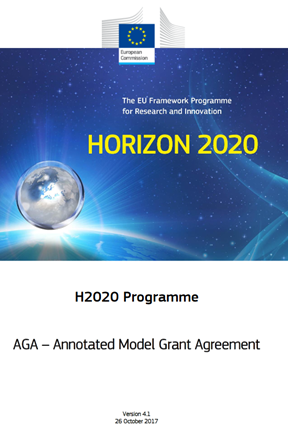 European
Commission
The EU Framework Programme
for Research and Innovation
HORIZON 2020
H2020 Programme
AGA – Annotated Model Grant Agreement
Version 4.1
26 October 2017